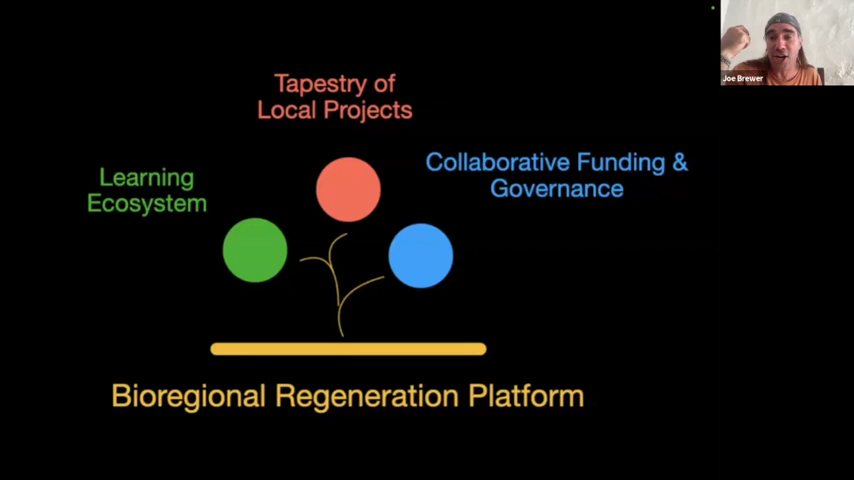 Joe Brewer
Tapestry of
Local Projects
Collaborative Funding &
Governance
Learning
Ecosystem
Bioregional Regeneration Platform